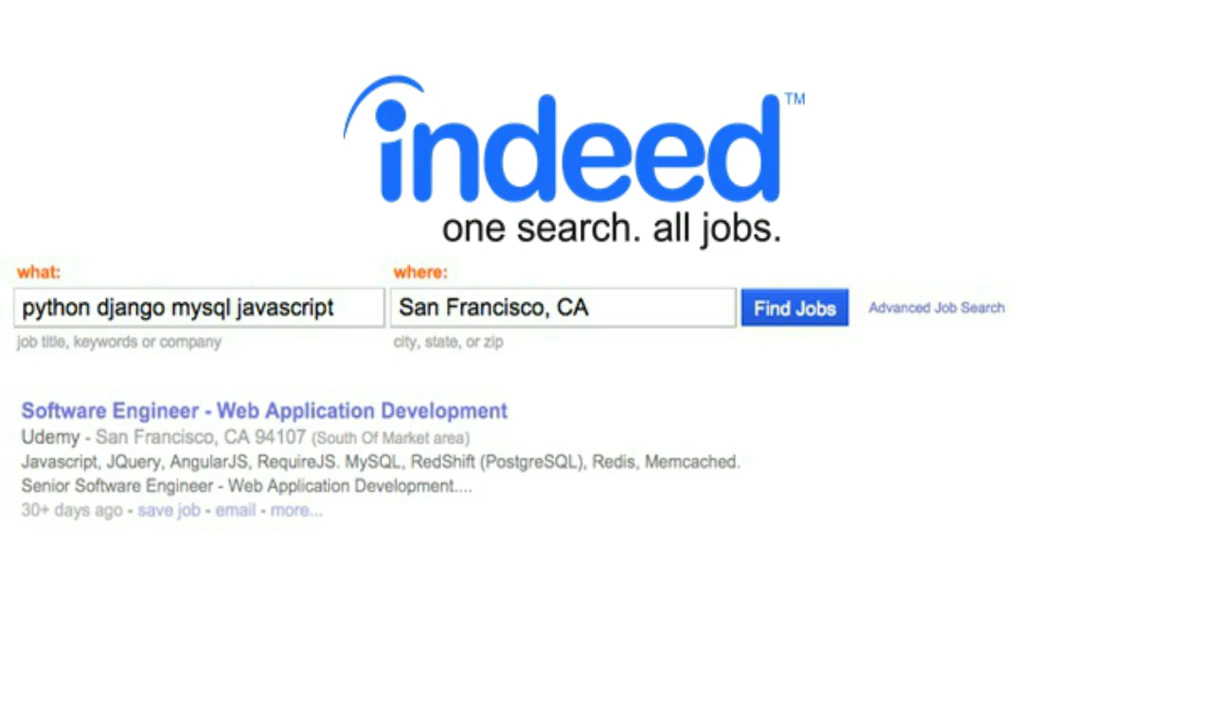 indeed™
one search. all jobs.
what: where:
python django mysql javascript San Francisco, CA Find Jobs Advanced Job Search
job title, keywords or company city, state, or zip
Software Engineer - Web Application Development
Udemy - San Francisco, CA 94107 (South Of Market area)
Javascript, JQuery, AngularJS, RequireJS. MySQL, RedShift (PostgreSQL), Redis, Memcached.
Senior Software Engineer - Web Application Development....
30+ days ago - save job - email - more...